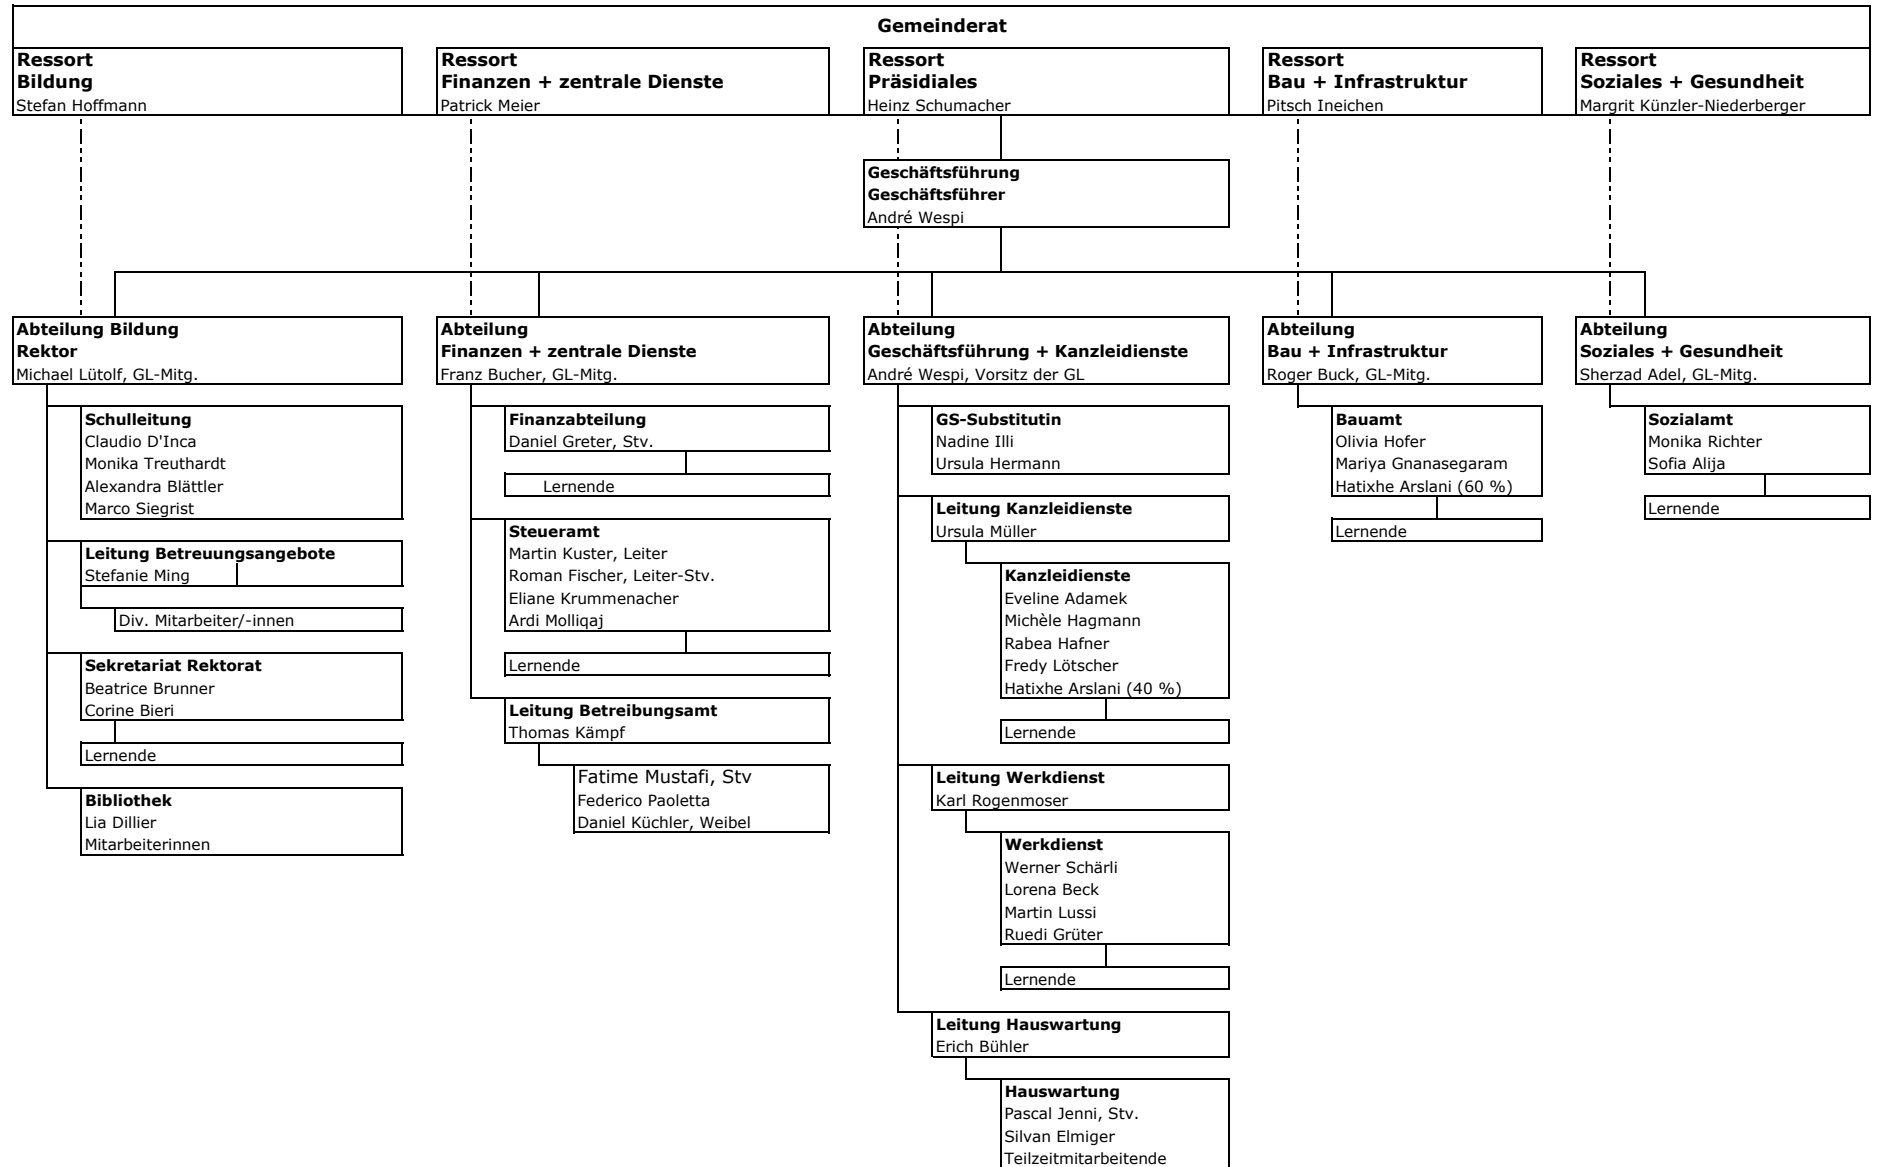 Gemeinderat
Ressort
Bildung
Stefan Hoffmann
Ressort
Finanzen + zentrale Dienste
Patrick Meier
Ressort
Präsidiales
Heinz Schumacher
Ressort
Bau + Infrastruktur
Pitsch Ineichen
Ressort
Soziales + Gesundheit
Margrit Künzler-Niederberger
Geschäftsführung
Geschäftsführer
André Wespi
Abteilung Bildung
Rektor
Michael Lütolf, GL-Mitg.
Schulleitung
Claudio D'Inca
Monika Treuthardt
Alexandra Blättler
Marco Siegrist
Leitung Betreuungsangebote
Stefanie Ming
Div. Mitarbeiter/-innen
Sekretariat Rektorat
Beatrice Brunner
Corine Bieri
Lernende
Bibliothek
Lia Dillier
Mitarbeiterinnen
Abteilung
Finanzen + zentrale Dienste
Franz Bucher, GL-Mitg.
Finanzabteilung
Daniel Greter, Stv.
Lernende
Steueramt
Martin Kuster, Leiter
Roman Fischer, Leiter-Stv.
Eliane Krummenacher
Ardi Molliqaj
Lernende
Leitung Betreibungsamt
Thomas Kämpf
Fatime Mustafi, Stv
Federico Paoletta
Daniel Küchler, Weibel
Abteilung
Geschäftsführung + Kanzleidienste
André Wespi, Vorsitz der GL
GS-Substitutin
Nadine Illi
Ursula Hermann
Leitung Kanzleidienste
Ursula Müller
Kanzleidienste
Eveline Adamek
Michèle Hagmann
Rabea Hafner
Fredy Lötscher
Hatixhe Arslani (40 %)
Lernende
Leitung Werkdienst
Karl Rogenmoser
Werkdienst
Werner Schärli
Lorena Beck
Martin Lussi
Ruedi Grüter
Lernende
Leitung Hauswartung
Erich Bühler
Hauswartung
Pascal Jenni, Stv.
Silvan Elmiger
Teilzeitmitarbeitende
Abteilung
Bau + Infrastruktur
Roger Buck, GL-Mitg.
Bauamt
Olivia Hofer
Mariya Gnanasegaram
Hatixhe Arslani (60 %)
Lernende
Abteilung
Soziales + Gesundheit
Sherzad Adel, GL-Mitg.
Sozialamt
Monika Richter
Sofia Alija
Lernende